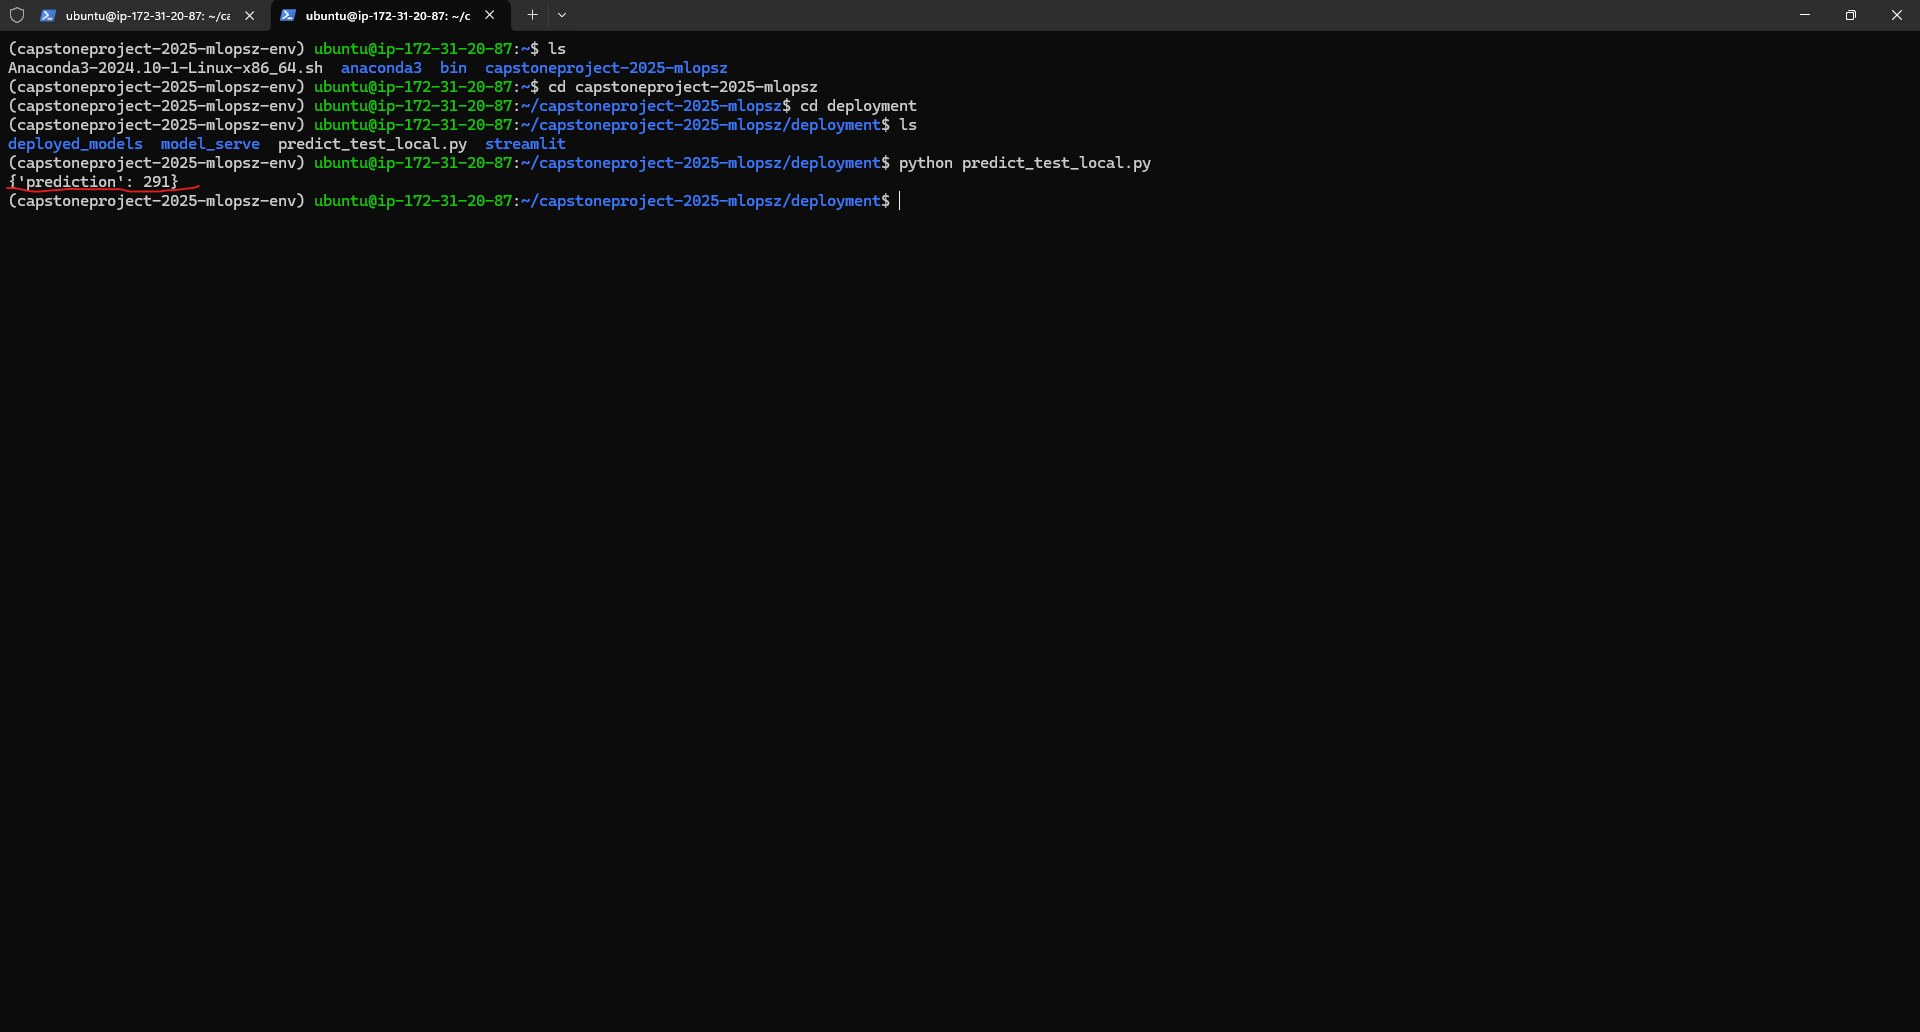 ubuntu@ip-172-31-20-87: ~/ca
ubuntu@ip-172-31-20-87: ~/c
(capstoneproject-2025-mlopsz-env) ubuntu@ip-172-31-20-87:~$ ls
Anaconda3-2024.10-1-Linux-x86_64.sh  anaconda3  bin  capstoneproject-2025-mlopsz
(capstoneproject-2025-mlopsz-env) ubuntu@ip-172-31-20-87:~$ cd capstoneproject-2025-mlopsz
(capstoneproject-2025-mlopsz-env) ubuntu@ip-172-31-20-87:~/capstoneproject-2025-mlopsz$ cd deployment
(capstoneproject-2025-mlopsz-env) ubuntu@ip-172-31-20-87:~/capstoneproject-2025-mlopsz/deployment$ ls
deployed_models  model_serve  predict_test_local.py  streamlit
(capstoneproject-2025-mlopsz-env) ubuntu@ip-172-31-20-87:~/capstoneproject-2025-mlopsz/deployment$ python predict_test_local.py
{'prediction': 291}
(capstoneproject-2025-mlopsz-env) ubuntu@ip-172-31-20-87:~/capstoneproject-2025-mlopsz/deployment$